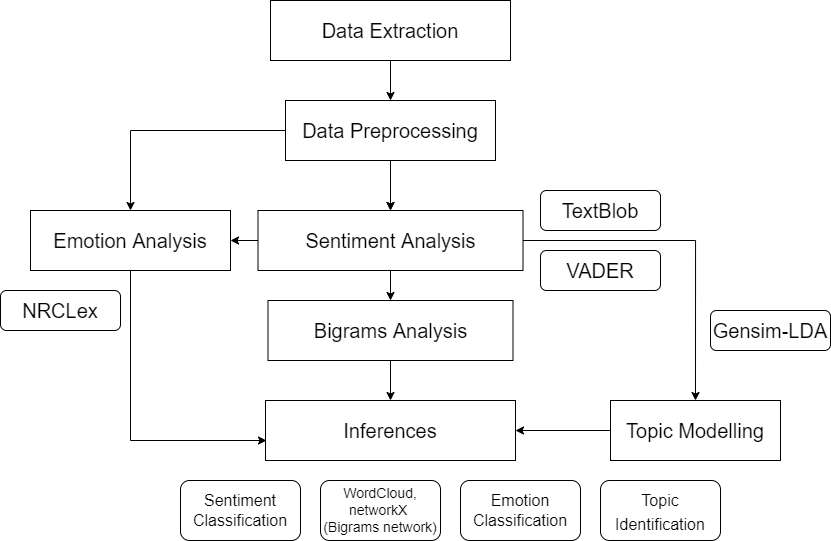 Data Extraction
Data Preprocessing
TextBlob
Emotion Analysis
Sentiment Analysis
VADER
NRCLex
Bigrams Analysis
Gensim-LDA
Inferences
Topic Modelling
Sentiment
Classification
WordCloud,
networkX
(Bigrams network)
Emotion
Classification
Topic
Identification